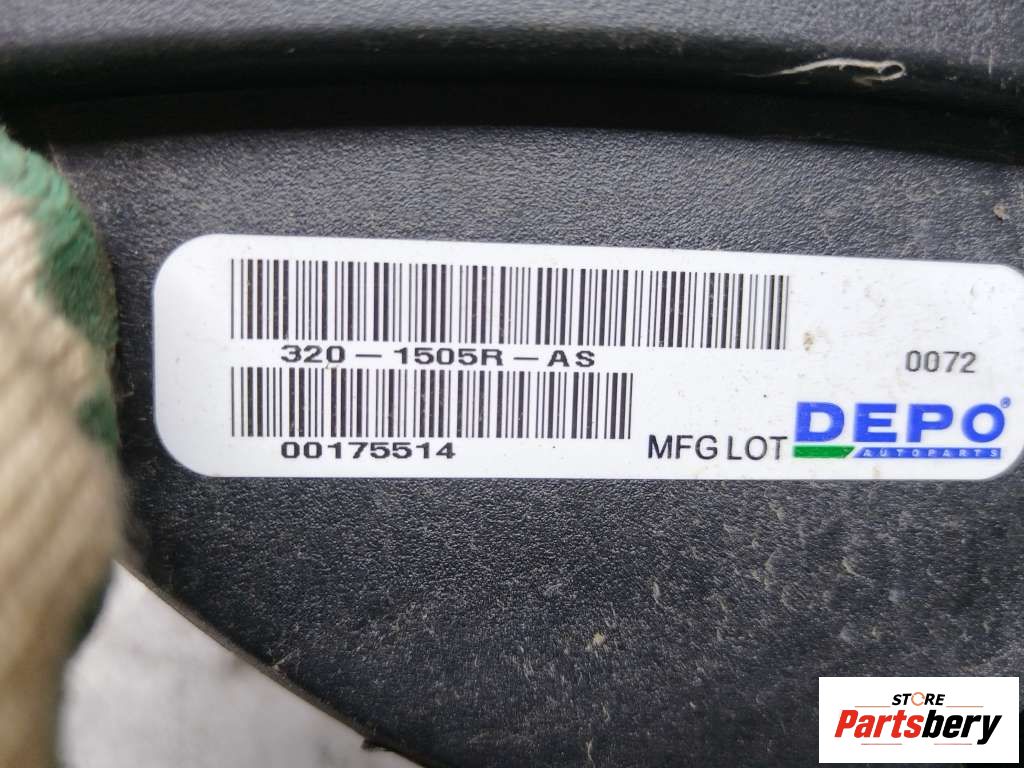 320-1505R-AS
0072
00175514
MFG LOT
DEPO®
AUTOPARTS
STORE
Partsbery